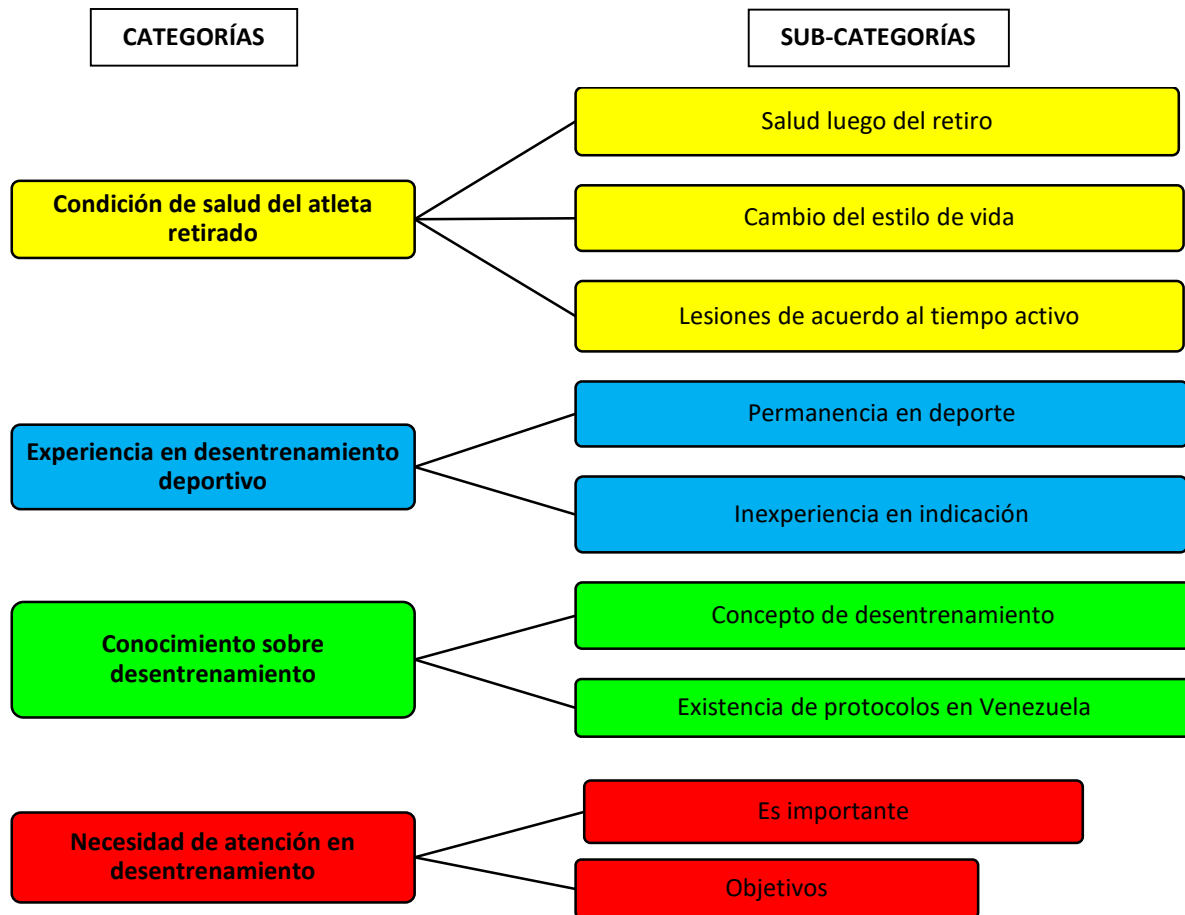 CATEGORÍAS
SUB-CATEGORÍAS
Condición de salud del atleta
retirado
Salud luego del retiro
Cambio del estilo de vida
Lesiones de acuerdo al tiempo activo
Experiencia en desentrenamiento
deportivo
Permanencia en deporte
Inexperiencia en indicación
Conocimiento sobre
desentrenamiento
Concepto de desentrenamiento
Existencia de protocolos en Venezuela
Necesidad de atención en
desentrenamiento
Es importante
Objetivos